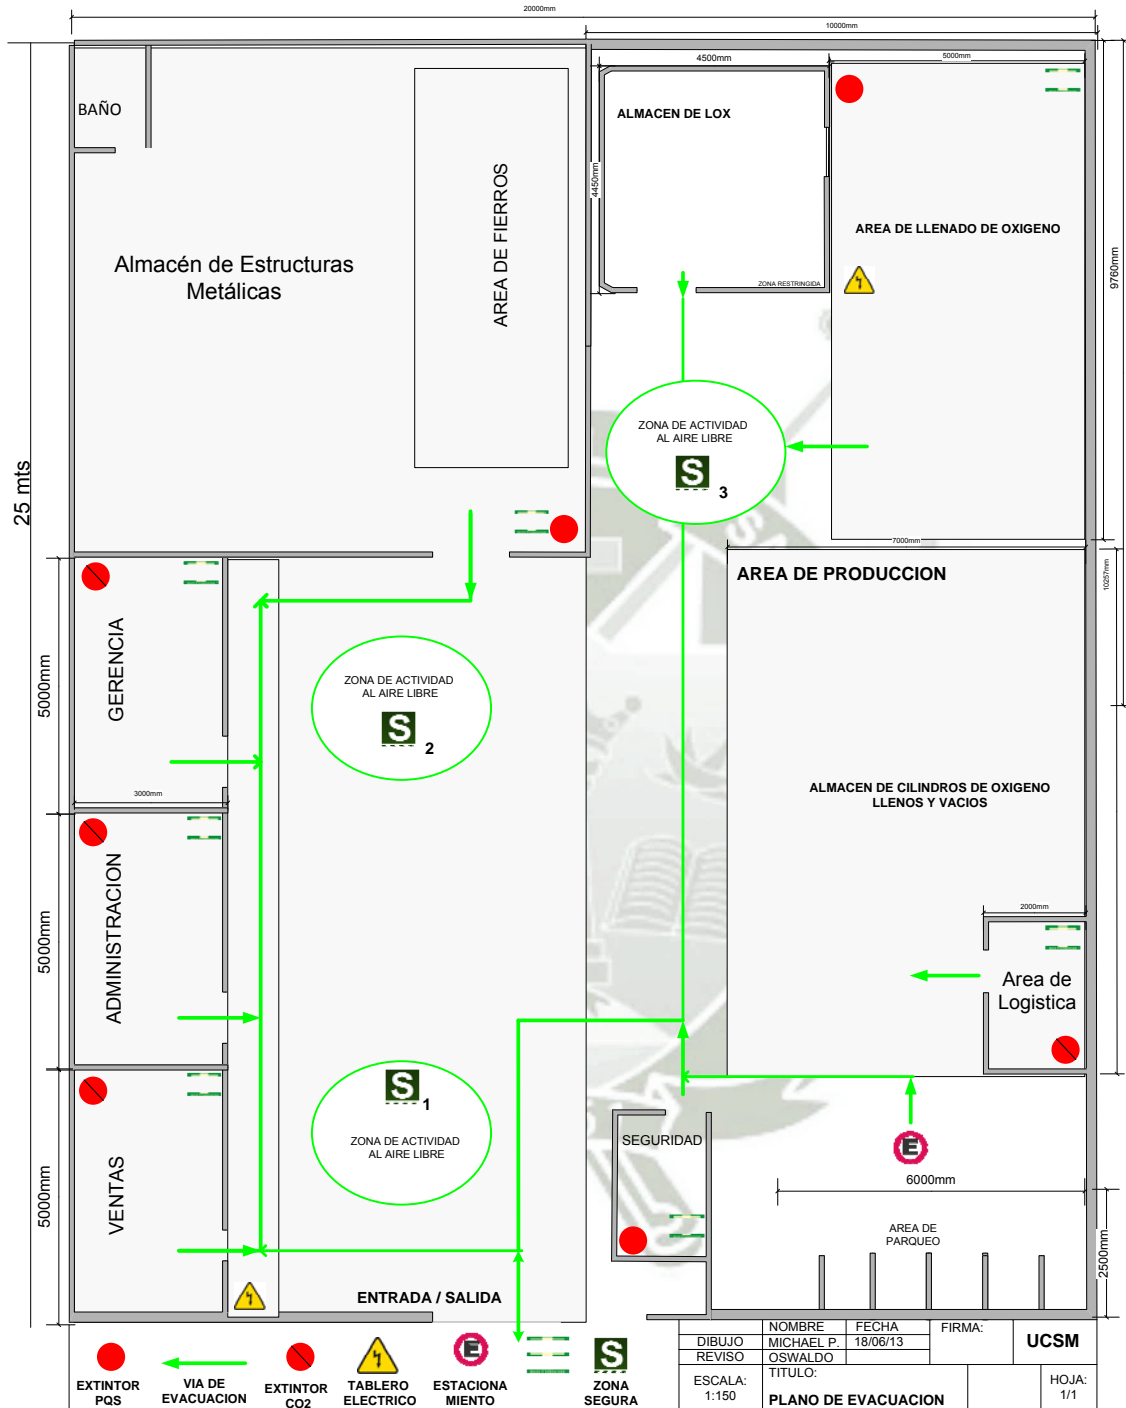 20000mm
10000mm
4500mm
5000mm
BAÑO
ALMACEN DE LOX
AREA DE FIERROS
4450mm
AREA DE LLENADO DE OXIGENO
9760mm
Almacén de Estructuras
Metálicas
ZONA RESTRINGIDA
ZONA DE ACTIVIDAD
AL AIRE LIBRE
S
3
25 mts
7000mm
AREA DE PRODUCCION
10257mm
GERENCIA
5000mm
ZONA DE ACTIVIDAD
AL AIRE LIBRE
S
2
3000mm
ALMACEN DE CILINDROS DE OXIGENO
LLENOS Y VACIOS
ADMINISTRACION
5000mm
2000mm
Area de
Logistica
S
1
ZONA DE ACTIVIDAD
AL AIRE LIBRE
SEGURIDAD
E
VENTAS
5000mm
6000mm
AREA DE
PARQUEO
2500mm
ENTRADA / SALIDA
EXTINTOR
PQS
VIA DE
EVACUACION
EXTINTOR
CO2
TABLERO
ELECTRICO
E
ESTACIONA
MIENTO
S
ZONA
SEGURA
NOMBRE
FECHA
FIRMA:
UCSM
DIBUJO
MICHAEL P.
18/06/13
REVISO
OSWALDO
ESCALA:
1:150
TITULO:
PLANO DE EVACUACION
HOJA:
1/1